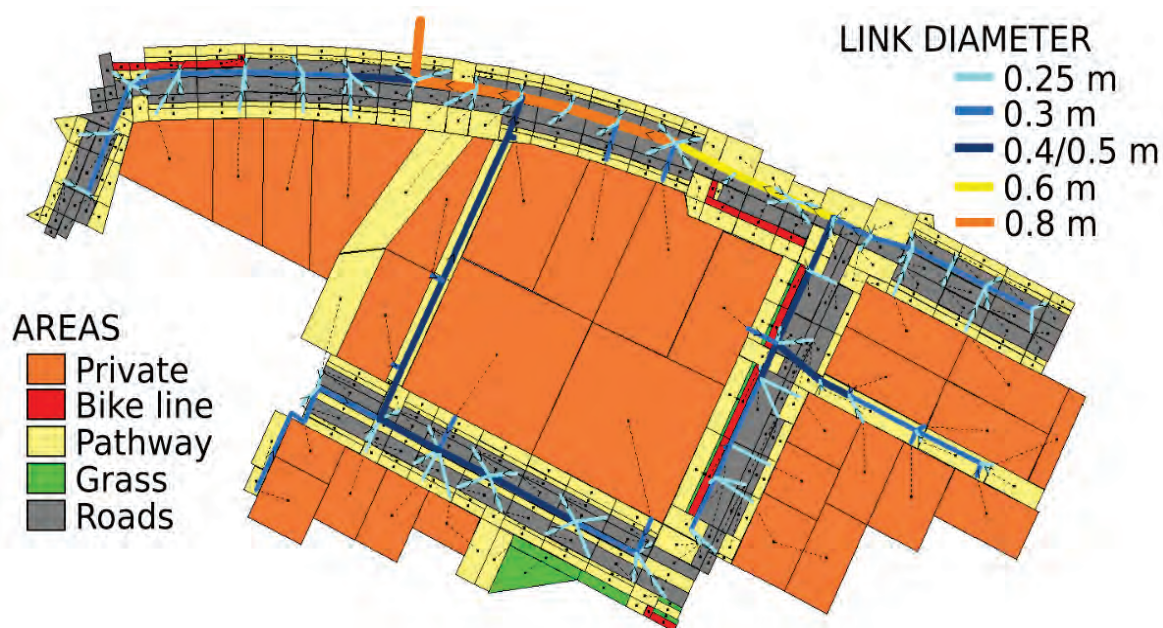 LINK DIAMETER
0.25 m
0.3 m
0.4/0.5 m
0.6 m
0.8 m
AREAS
Private
Bike line
Pathway
Grass
Roads